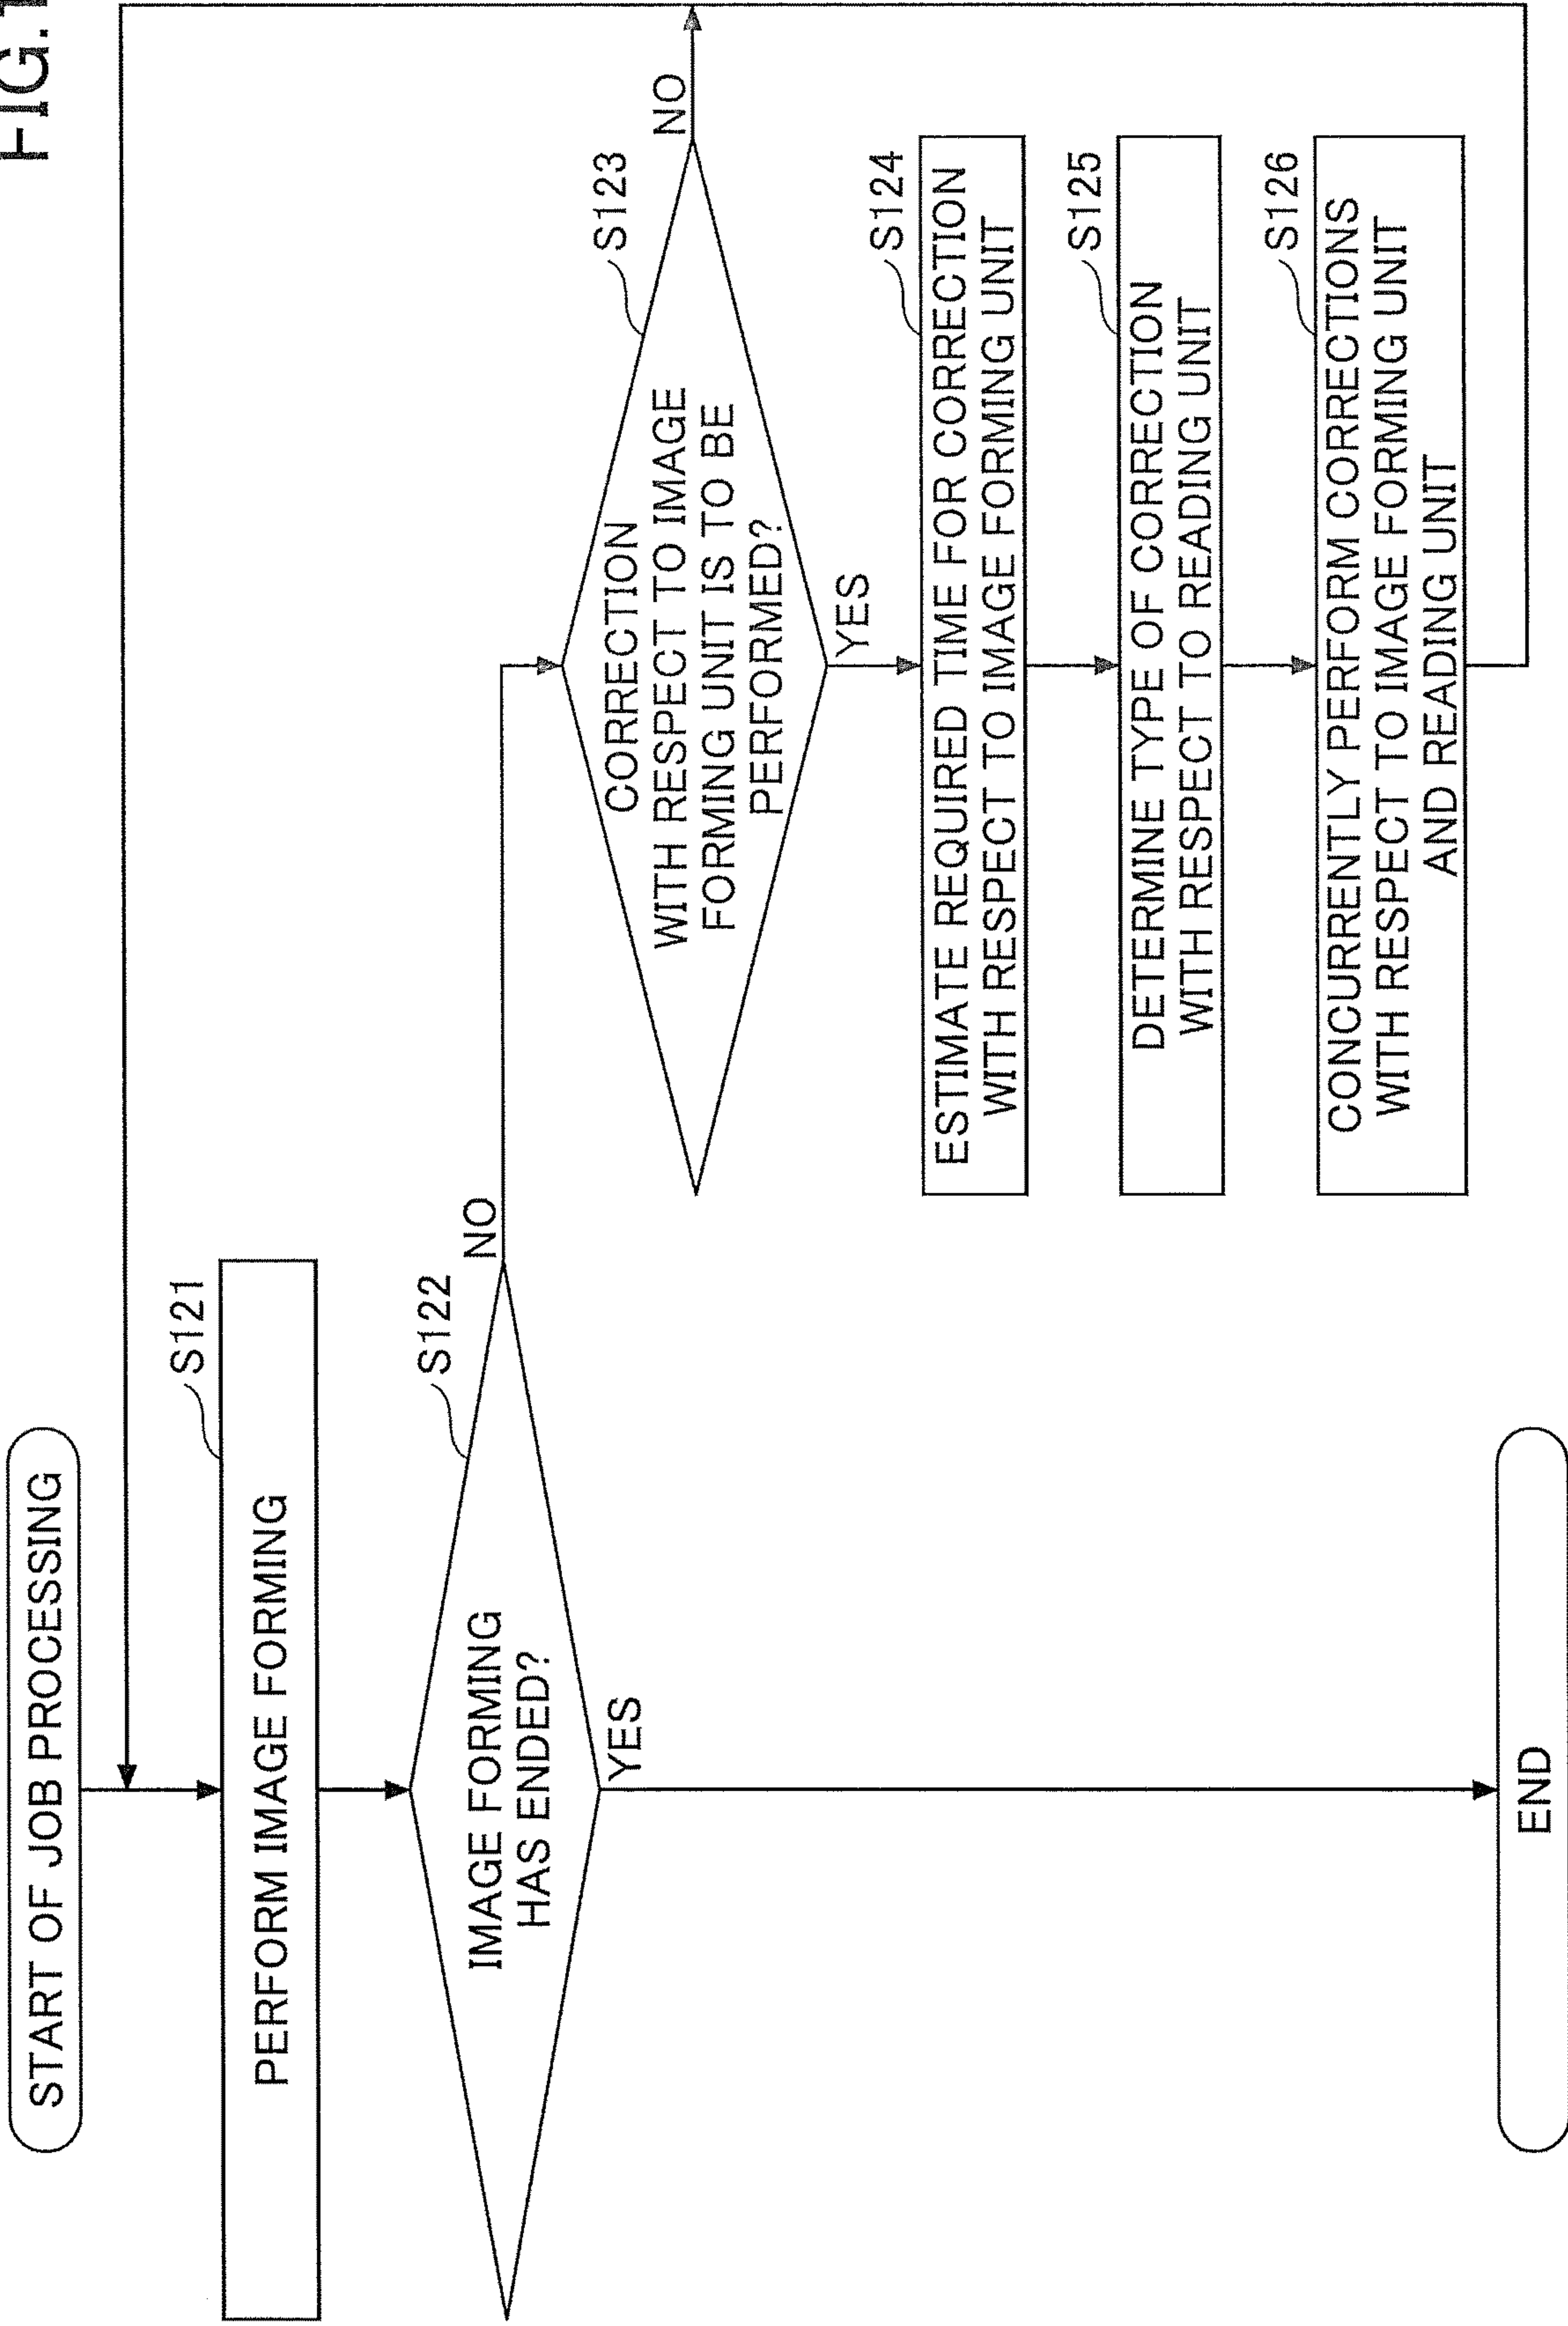 FIG.1
START OF JOB PROCESSING
S121
PERFORM IMAGE FORMING
S122
IMAGE FORMING
HAS ENDED?
NO
YES
S123
CORRECTION
WITH RESPECT TO IMAGE
FORMING UNIT IS TO BE
PERFORMED?
NO
YES
S124
ESTIMATE REQUIRED TIME FOR CORRECTION
WITH RESPECT TO IMAGE FORMING UNIT
S125
DETERMINE TYPE OF CORRECTION
WITH RESPECT TO READING UNIT
S126
CONCURRENTLY PERFORM CORRECTIONS
WITH RESPECT TO IMAGE FORMING UNIT
AND READING UNIT
END